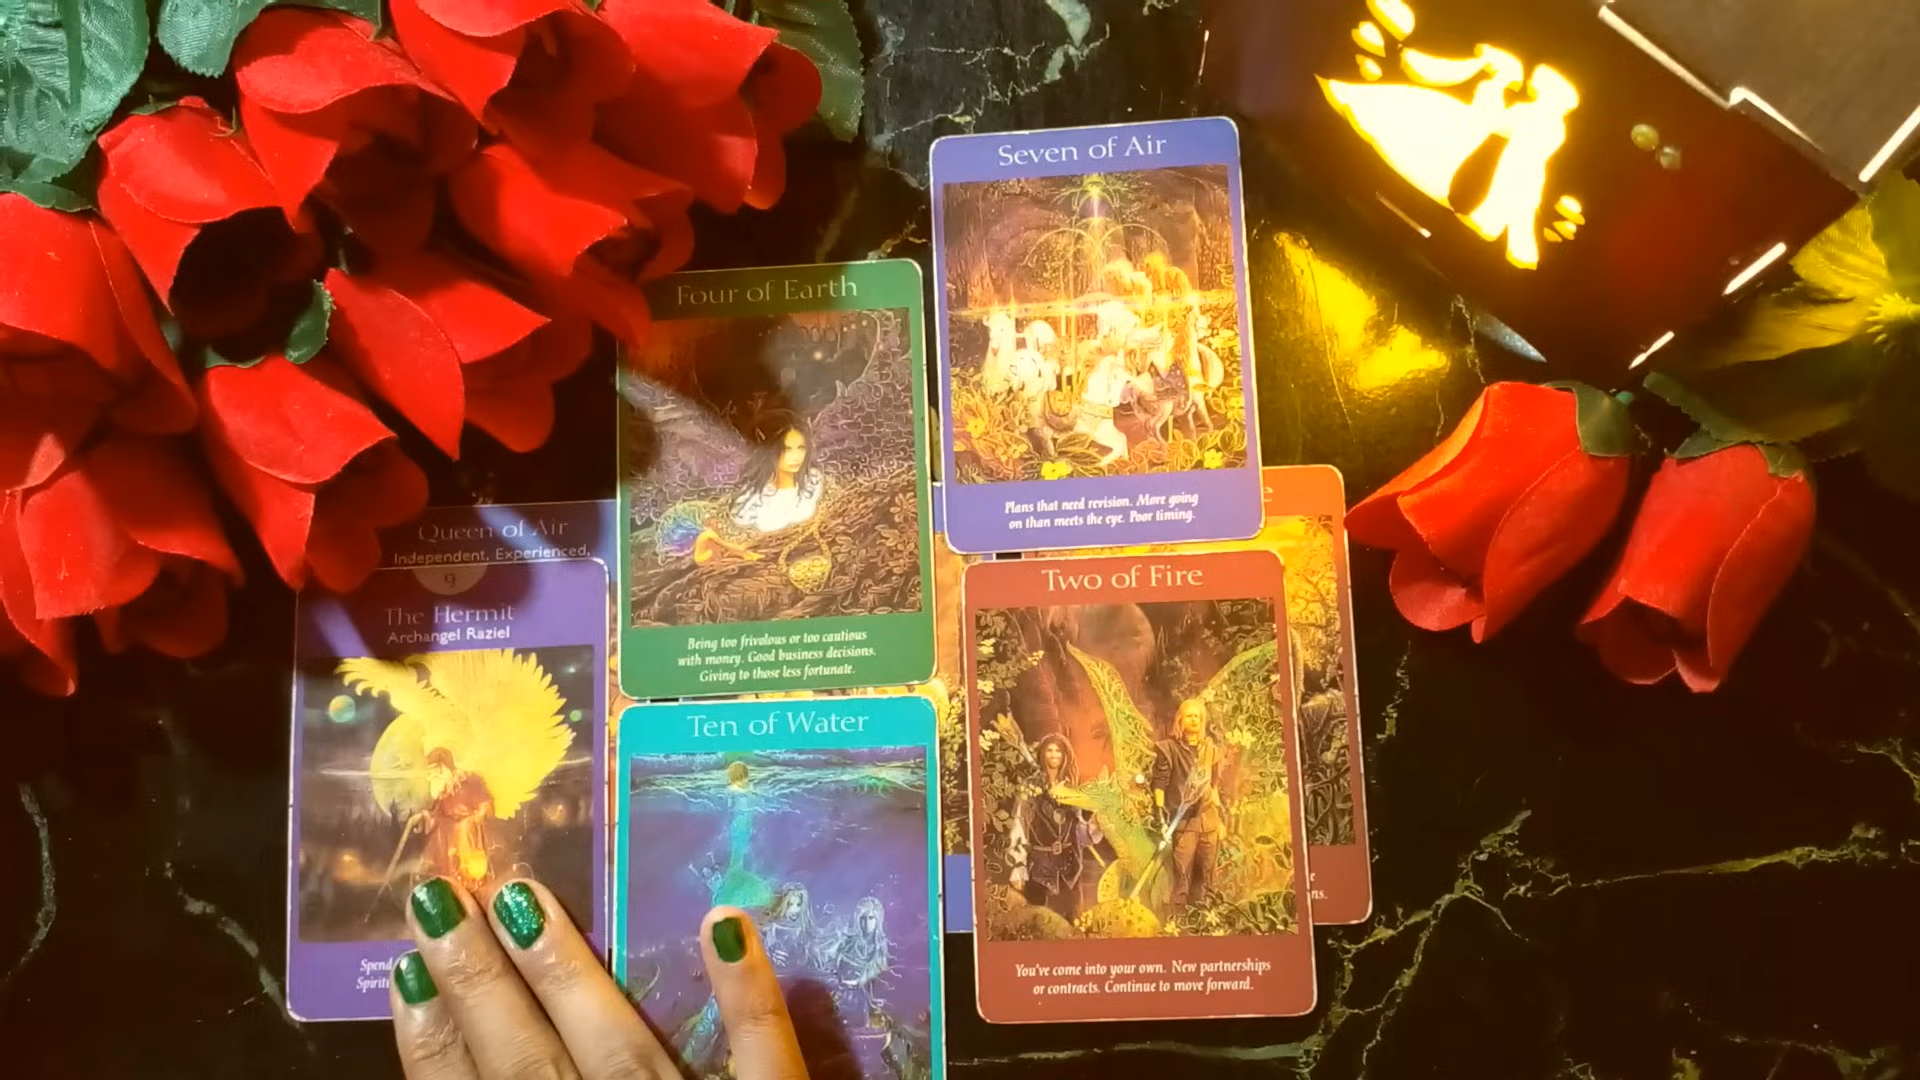 Seven of Air
Plans that need revision. More going
on than meets the eye. Poor timing.
Four of Earth
Being too frivolous or too cautious
with money. Good business decisions.
Giving to those less fortunate.
Queen of Air
Independent, Experienced,
9
The Hermit
Archangel Raziel
Spend
Spirit
Ten of Water
Two of Fire
You've come into your own. New partnerships
or contracts. Continue to move forward.
e
ns.